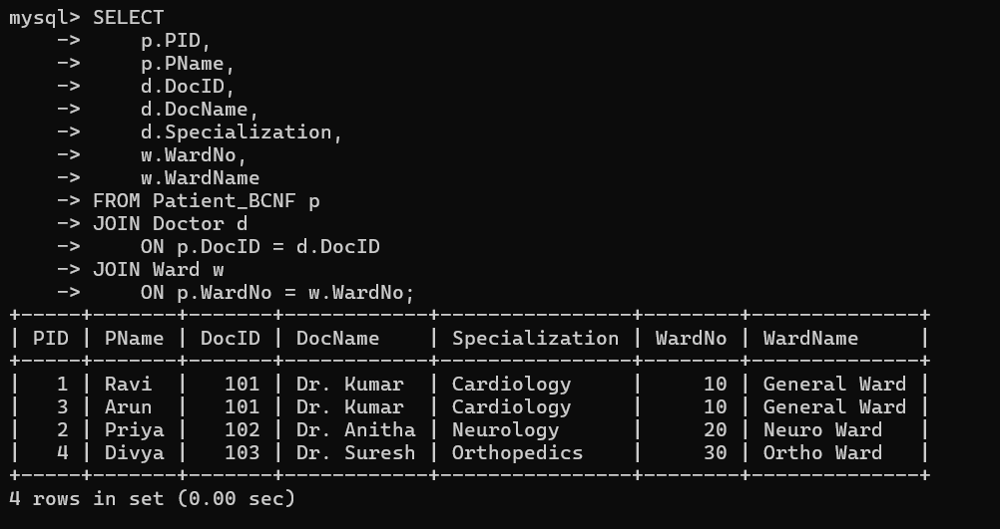 mysql> SELECT
    ->     p.PID,
    ->     p.PName,
    ->     d.DocID,
    ->     d.DocName,
    ->     d.Specialization,
    ->     w.WardNo,
    ->     w.WardName
    -> FROM Patient_BCNF p
    -> JOIN Doctor d
    ->     ON p.DocID = d.DocID
    -> JOIN Ward w
    ->     ON p.WardNo = w.WardNo;
+-----+-------+-------+------------+----------------+--------+--------------+
| PID | PName | DocID | DocName    | Specialization | WardNo | WardName     |
+-----+-------+-------+------------+----------------+--------+--------------+
|   1 | Ravi  |   101 | Dr. Kumar  | Cardiology     |     10 | General Ward |
|   3 | Arun  |   101 | Dr. Kumar  | Cardiology     |     10 | General Ward |
|   2 | Priya |   102 | Dr. Anitha | Neurology      |     20 | Neuro Ward   |
|   4 | Divya |   103 | Dr. Suresh | Orthopedics    |     30 | Ortho Ward   |
+-----+-------+-------+------------+----------------+--------+--------------+
4 rows in set (0.00 sec)